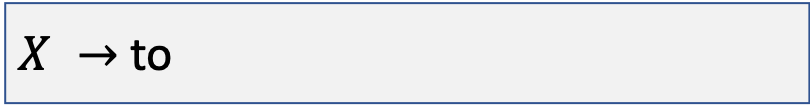 X → to